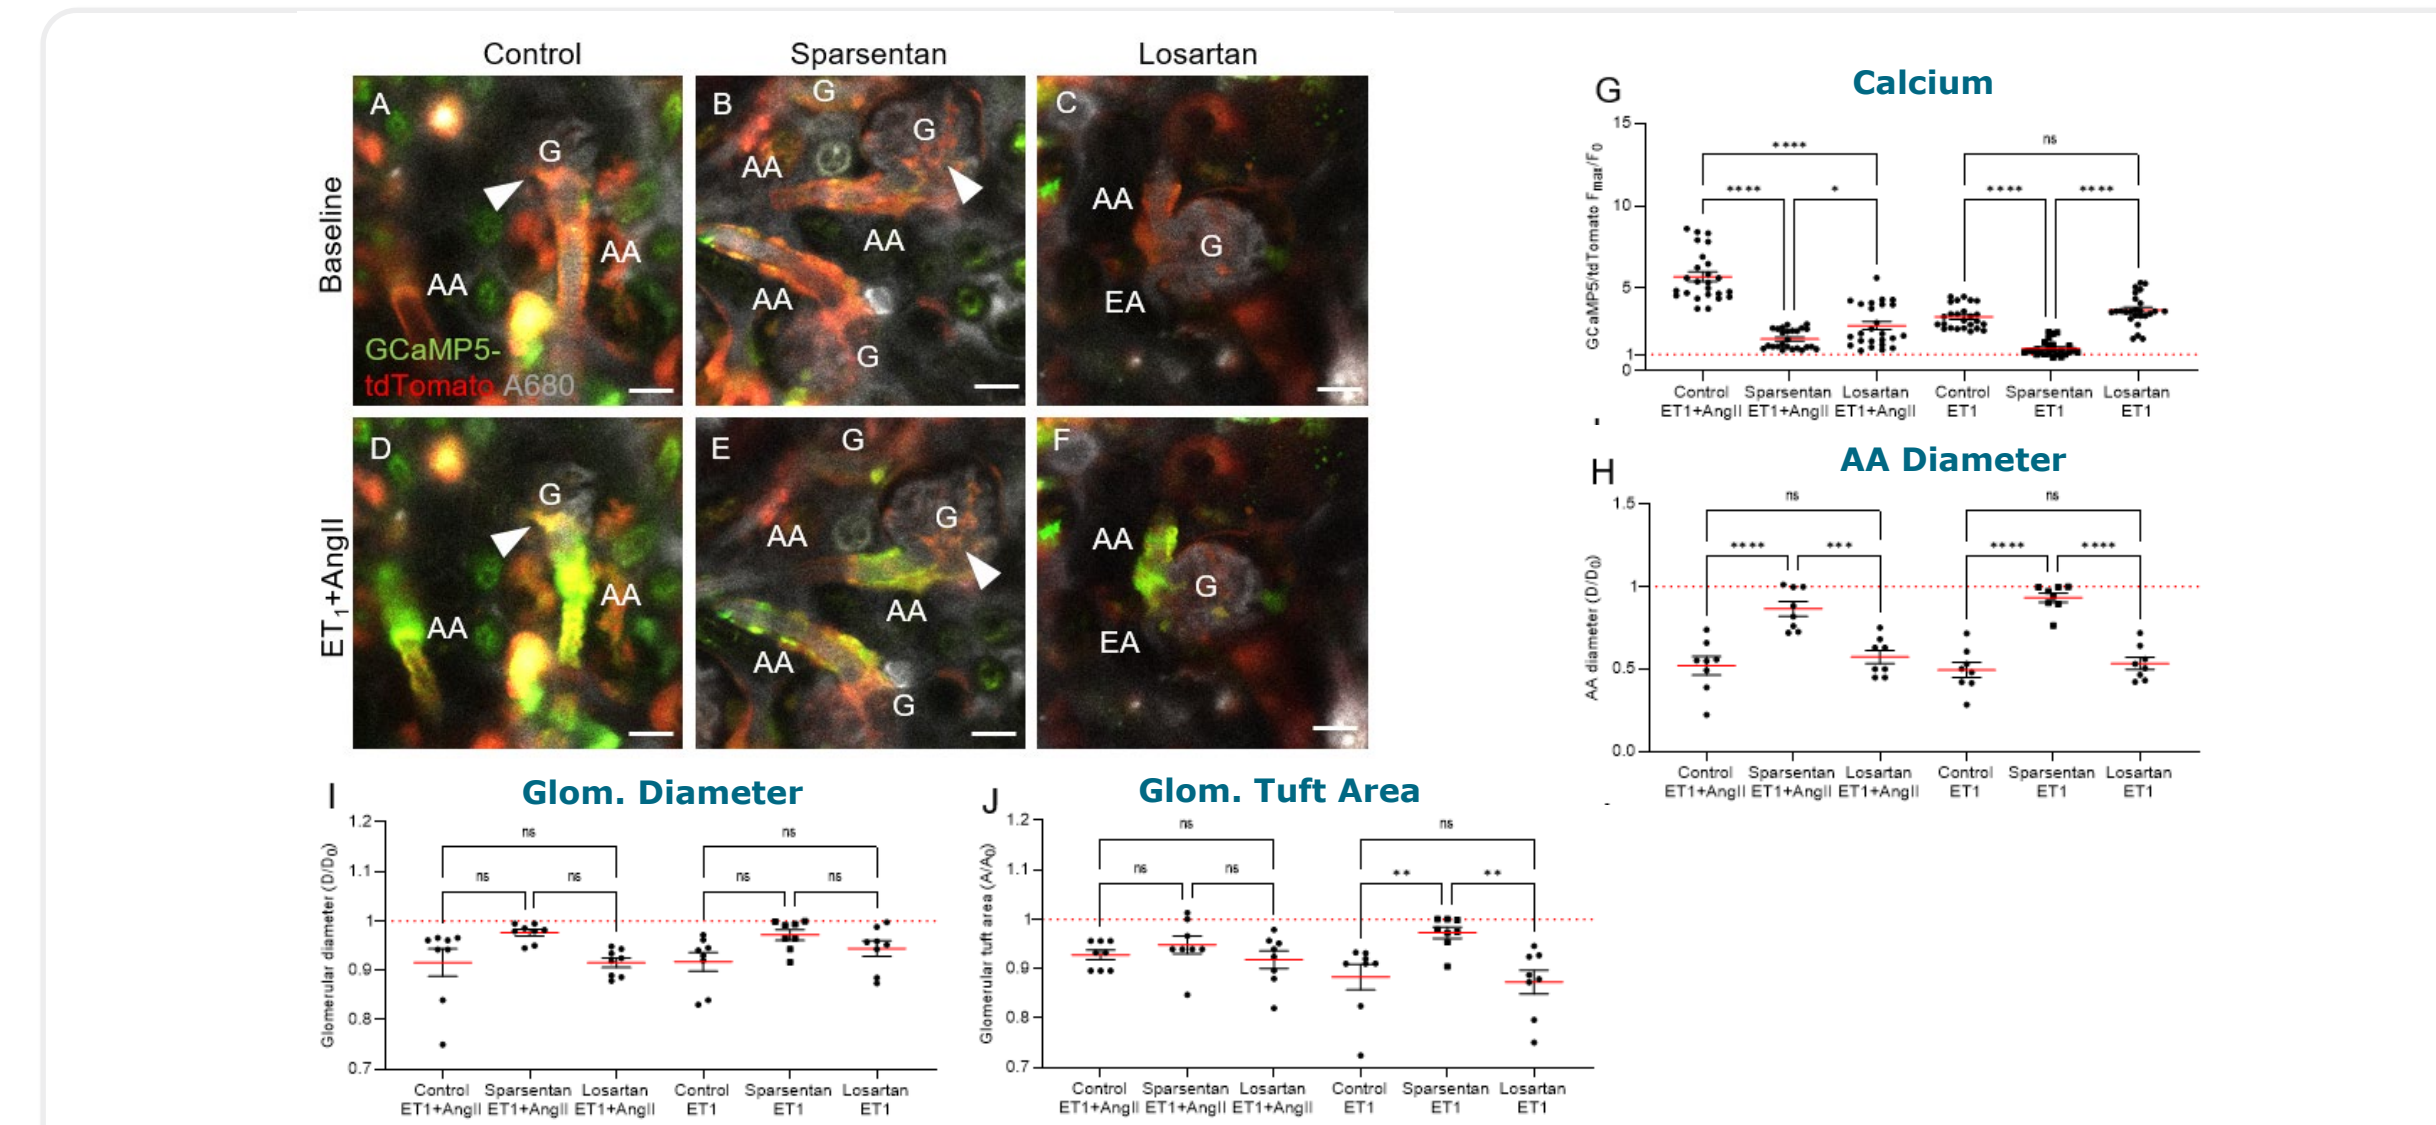 Control Sparsentan Losartan
Baseline
A
G
AA
AA
GCaMP5-
tdTomato A680
B
G
G
AA
AA
AA
G
C
AA
G
EA
ET1+AngII
D
G
AA
AA
E
G
G
AA
AA
AA
G
F
AA
G
EA
G
Calcium
GCaMP5/tdTomato Fmax/F0
15
10
5
1
0
**** ns
**** * **** ****
Control Sparsentan Losartan Control Sparsentan Losartan
ET1+AngII ET1+AngII ET1+AngII ET1 ET1 ET1
H
AA Diameter
AA diameter (D/D0)
1.5
1
0.5
0.0
ns ns
**** *** **** ****
Control Sparsentan Losartan Control Sparsentan Losartan
ET1+AngII ET1+AngII ET1+AngII ET1 ET1 ET1
I
Glom. Diameter
Glomerular diameter (D/D0)
1.2
1.1
1
0.9
0.8
0.7
ns ns
ns ns ns ns
Control Sparsentan Losartan Control Sparsentan Losartan
ET1+AngII ET1+AngII ET1+AngII ET1 ET1 ET1
J
Glom. Tuft Area
Glomerular tuft area (A/A0)
1.2
1.1
1
0.9
0.8
0.7
ns ns
ns ns ** **
Control Sparsentan Losartan Control Sparsentan Losartan
ET1+AngII ET1+AngII ET1+AngII ET1 ET1 ET1